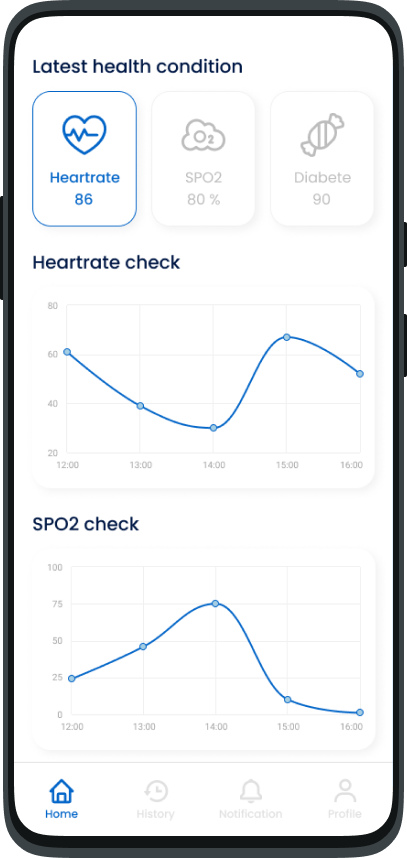 Latest health condition
Heartrate
86
O2
SPO2
80 %
Diabete
90
Heartrate check
80
60
40
20
12:00 13:00 14:00 15:00 16:00
SPO2 check
100
75
50
25
0
12:00 13:00 14:00 15:00 16:00
Home History Notification Profile